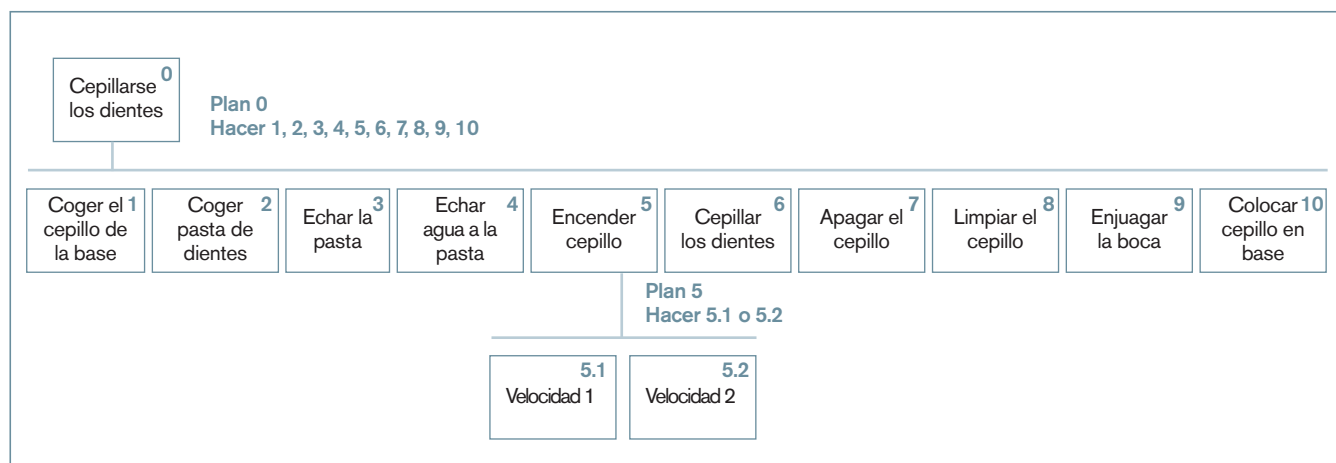 Cepillarse 0
los dientes
Plan 0
Hacer 1, 2, 3, 4, 5, 6, 7, 8, 9, 10
Coger el 1
cepillo de
la base
Coger 2
pasta de
dientes
Echar la 3
pasta
Echar 4
agua a la
pasta
Encender 5
cepillo
Cepillar 6
los dientes
Apagar el 7
cepillo
Limpiar el 8
cepillo
Enjuagar 9
la boca
Colocar 10
cepillo en
base
Plan 5
Hacer 5.1 o 5.2
5.1
Velocidad 1
5.2
Velocidad 2